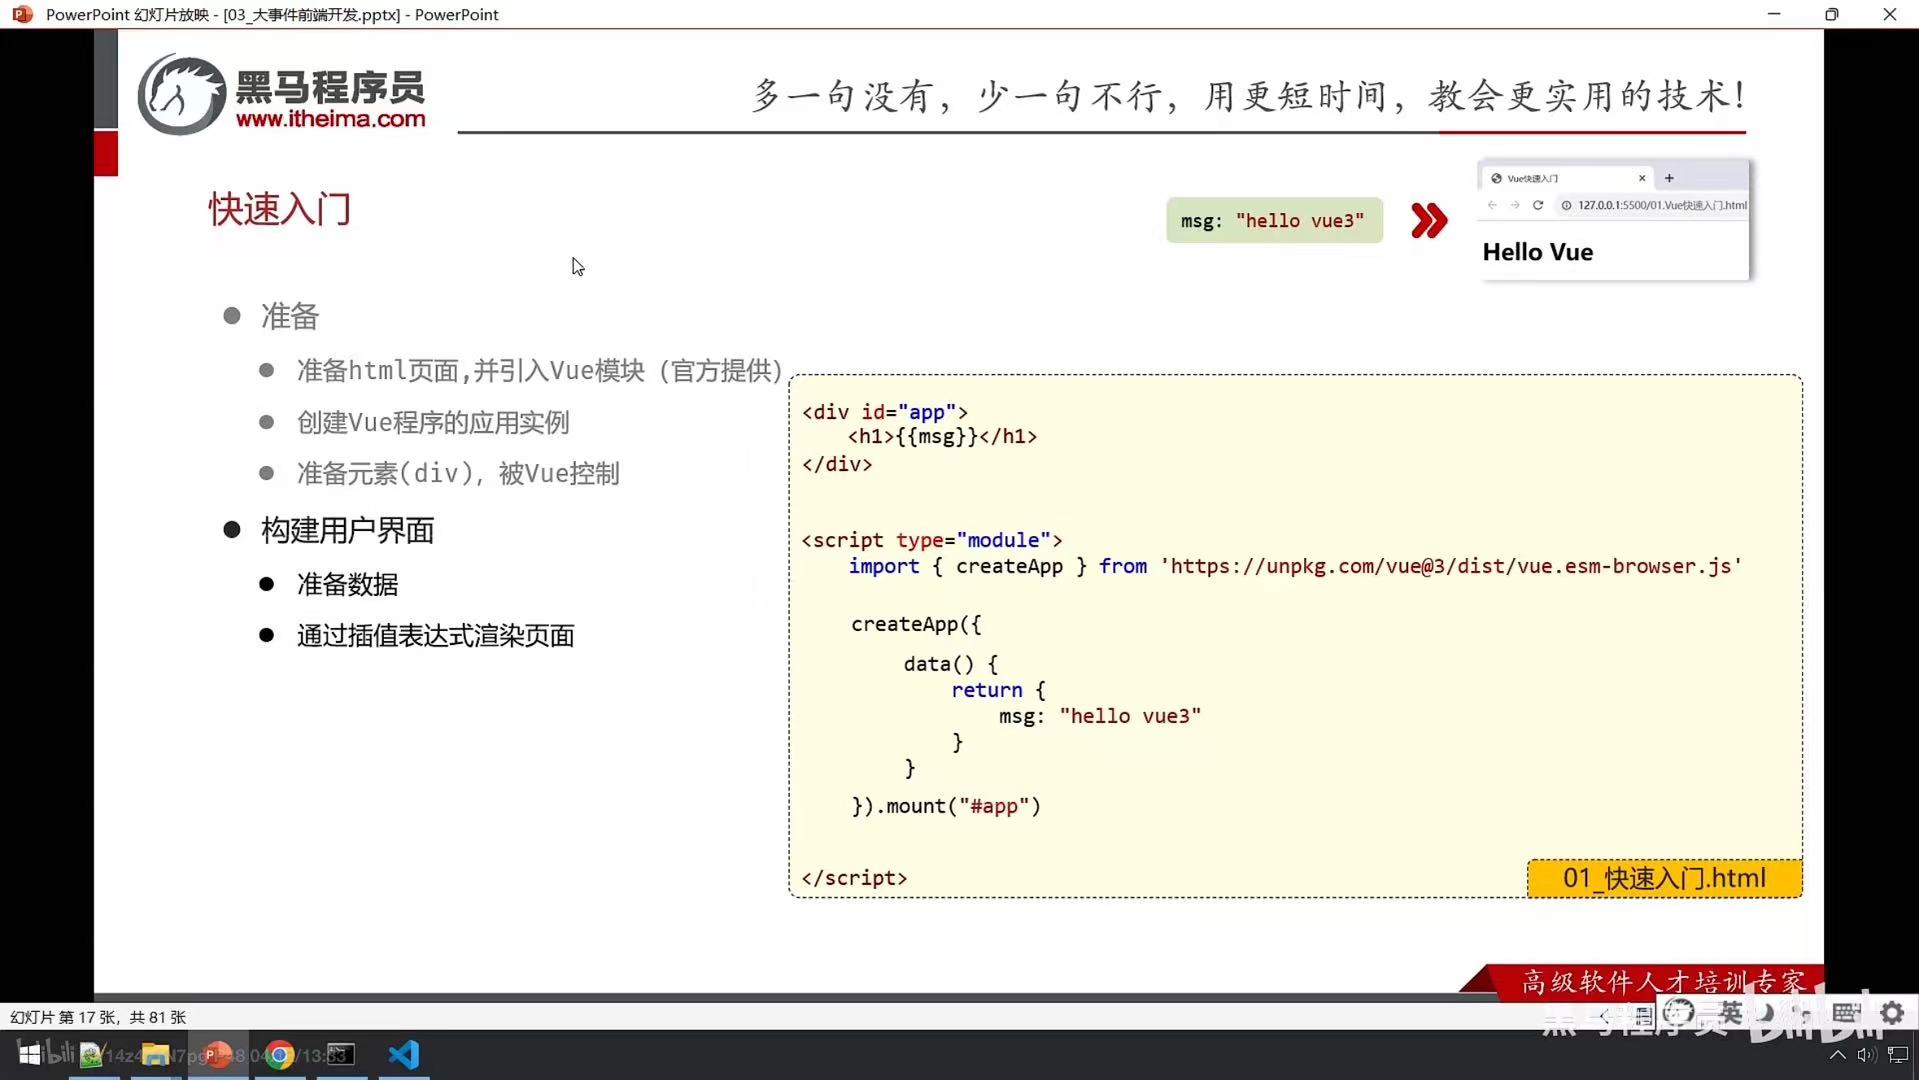 PowerPoint 幻灯片放映 - [03_大事件前端开发.pptx] - PowerPoint
黑马程序员
www.itheima.com
多一句没有，少一句不行，用更短时间，教会更实用的技术！
快速入门
msg: "hello vue3"
Vue快速入门
127.0.0.1:5500/01.Vue快速入门.html
Hello Vue
准备
准备html页面,并引入Vue模块（官方提供）
创建Vue程序的应用实例
准备元素(div)，被Vue控制
构建用户界面
准备数据
通过插值表达式渲染页面
<div id="app">
<h1>{{msg}}</h1>
</div>
<script type="module">
import { createApp } from 'https://unpkg.com/vue@3/dist/vue.esm-browser.js'
createApp({
data() {
return {
msg: "hello vue3"
}
}
}).mount("#app")
</script>
01_快速入门.html
高级软件人才培训专家
幻灯片 第 17 张，共 81 张
黑马程序员
bilibili
英
bilibili
13:33